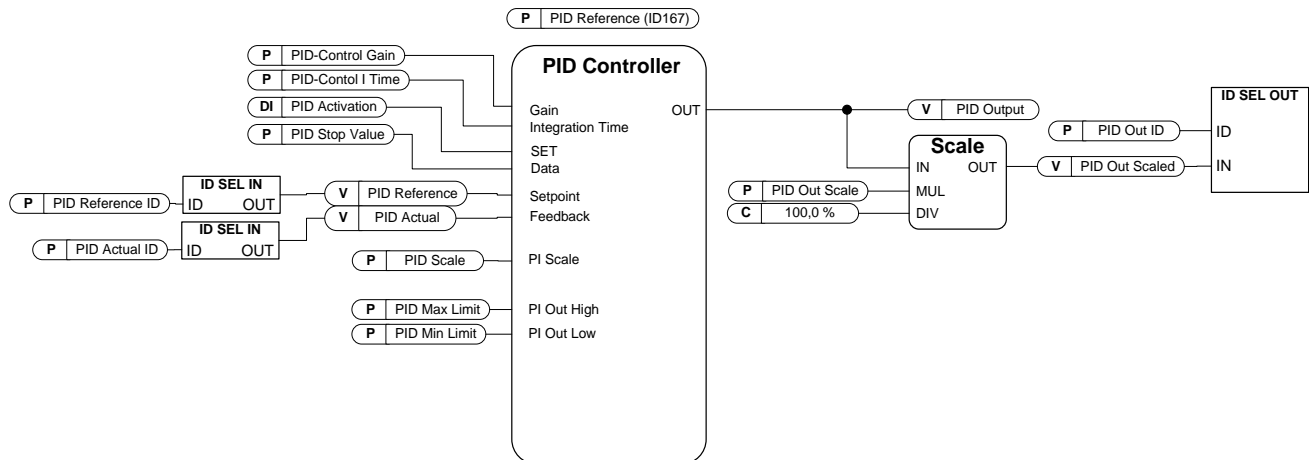 P PID Reference (ID167)
PID Controller
P PID-Control Gain
P PID-Contol I Time
DI PID Activation
P PID Stop Value
Gain
Integration Time
SET
Data
OUT
P PID Reference ID
ID SEL IN
ID OUT
V PID Reference
Setpoint
P PID Actual ID
ID SEL IN
ID OUT
V PID Actual
Feedback
P PID Scale
PI Scale
P PID Max Limit
PI Out High
P PID Min Limit
PI Out Low
V PID Output
Scale
IN OUT
MUL
DIV
P PID Out Scale
C 100,0 %
V PID Out Scaled
P PID Out ID
ID SEL OUT
ID
IN